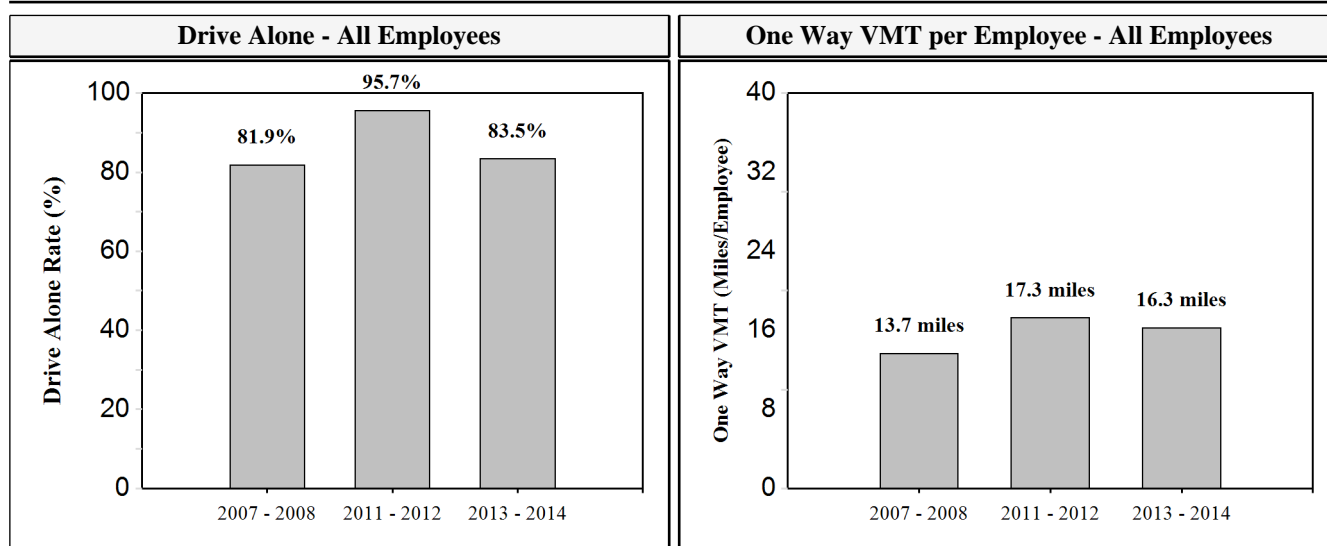 Drive Alone - All Employees
Drive Alone Rate (%)
100
80
60
40
20
0
81.9%
95.7%
83.5%
2007 - 2008
2011 - 2012
2013 - 2014
One Way VMT per Employee - All Employees
One Way VMT (Miles/Employee)
40
32
24
16
8
0
13.7 miles
17.3 miles
16.3 miles
2007 - 2008
2011 - 2012
2013 - 2014